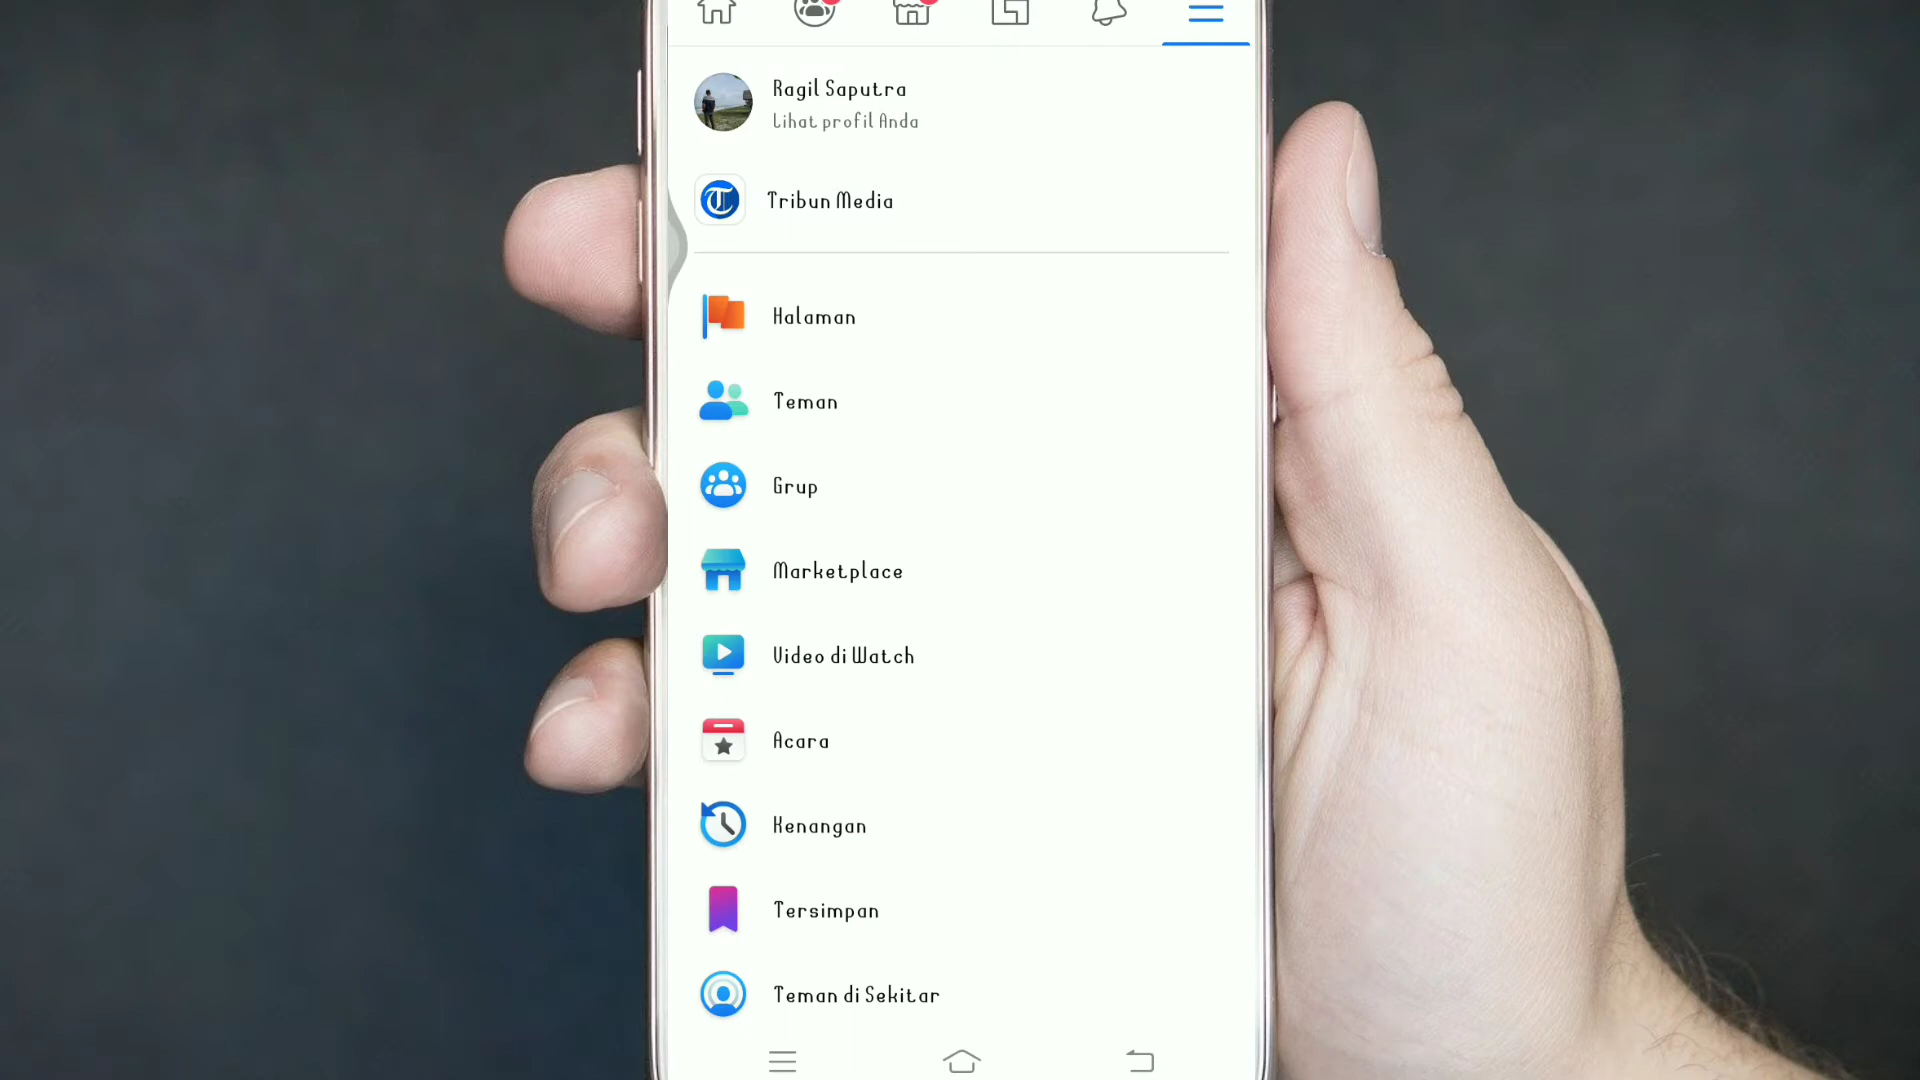 Ragil Saputra
Lihat profil Anda
Tribun Media
Halaman
Teman
Grup
Marketplace
Video di Watch
Acara
Kenangan
Tersimpan
Teman di Sekitar